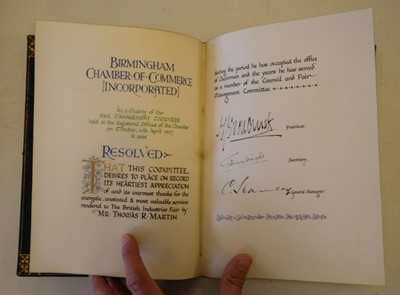 BIRMINGHAM
CHAMBER·OF·COMMERCE
[INCORPORATED]
At a Meeting of the
FAIR MANAGEMENT COMMITTEE
held at the Registered Offices of the Chamber
on Monday, 11th April 1927
it was
RESOLVED:
THAT THIS COMMITTEE
DESIRES TO PLACE ON RECORD
ITS HEARTIEST APPRECIATION
of and its warmest thanks for the
energetic, unstinted & most valuable services
rendered to The British Industries Fair by
MR THOMAS R. MARTIN
during the period he has occupied the office
of Chairman and the years he has served
as a member of the Council and Fair
Management Committee
President.
Secretary.
General Manager.